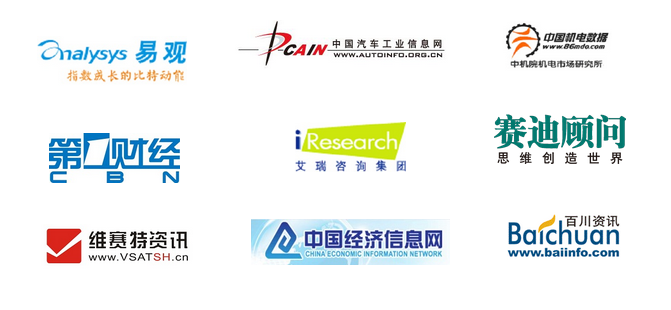 analysys 易观
指数成长的比特动能
PCAIN 中国汽车工业信息网
WWW.AUTOINFO.ORG.CN
中国机电数据
www.86mdo.com
中机院机电市场研究所
第1财经
CBN
iResearch
艾瑞咨询集团
赛迪顾问
思维创造世界
维赛特资讯
www.VSATSH.cn
中国经济信息网
CHINA ECONOMIC INFORMATION NETWORK
百川资讯
Baichuan
www.baiinfo.com